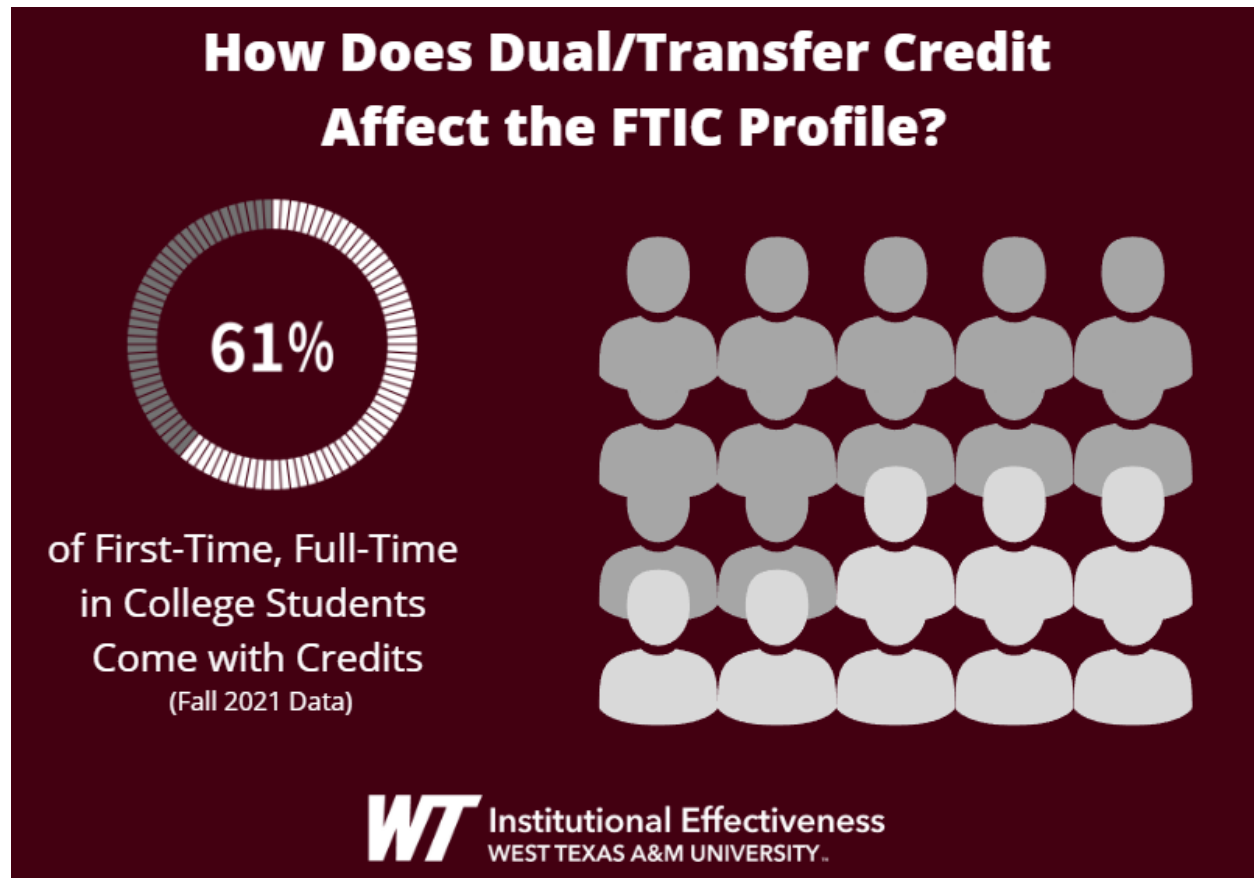 How Does Dual/Transfer Credit
Affect the FTIC Profile?
61%
of First-Time, Full-Time
in College Students
Come with Credits
(Fall 2021 Data)
WT Institutional Effectiveness
WEST TEXAS A&M UNIVERSITY™